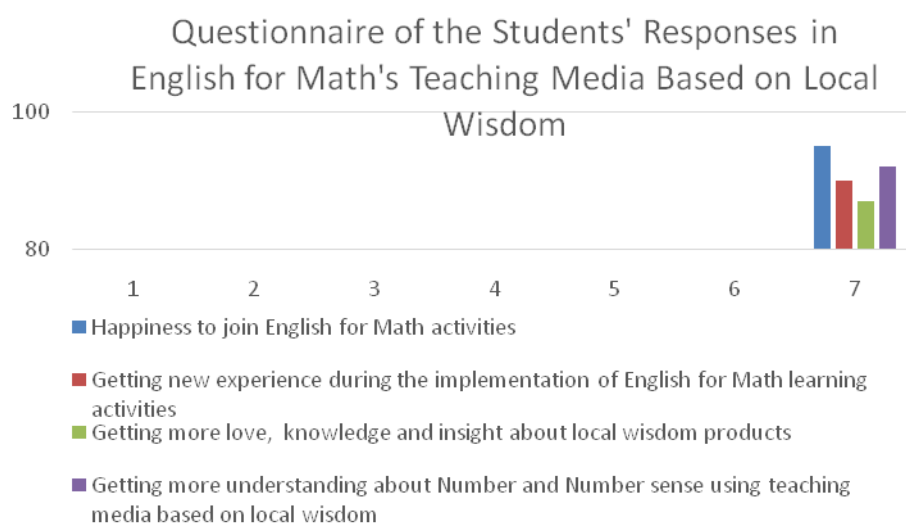 Questionnaire of the Students' Responses in
English for Math's Teaching Media Based on Local
Wisdom
100
80
1 2 3 4 5 6 7
Happiness to join English for Math activities
Getting new experience during the implementation of English for Math learning
activities
Getting more love, knowledge and insight about local wisdom products
Getting more understanding about Number and Number sense using teaching
media based on local wisdom